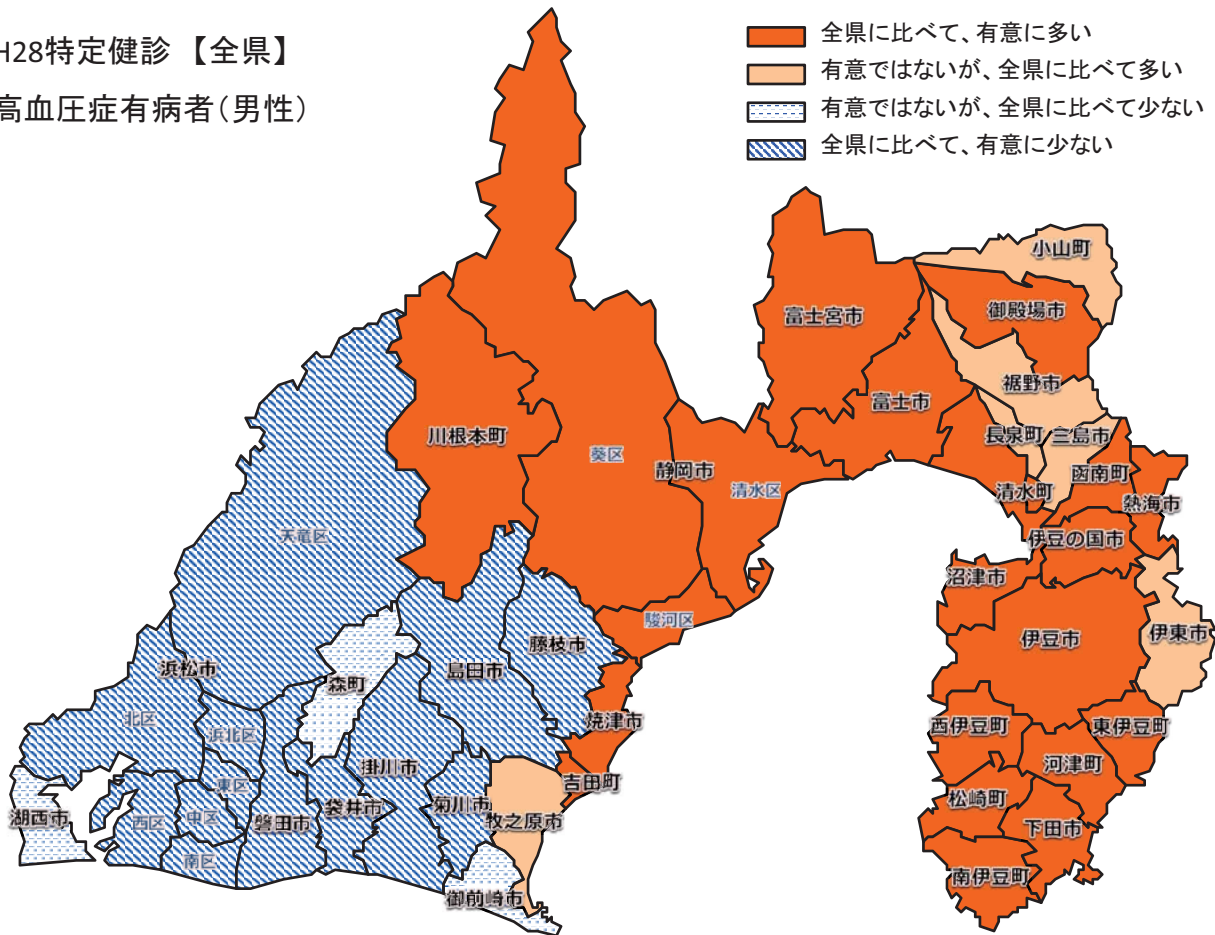 H28特定健診 【全県】
高血圧症有病者(男性)
全県に比べて、有意に多い
有意ではないが、全県に比べて多い
有意ではないが、全県に比べて少ない
全県に比べて、有意に少ない
小山町
御殿場市
富士宮市
裾野市
富士市
長泉町
三島市
函南町
川根本町
葵区
静岡市
清水区
清水町
熱海市
伊豆の国市
天竜区
沼津市
駿河区
伊豆市
伊東市
藤枝市
島田市
浜松市
森町
北区
浜北区
焼津市
西伊豆町
東伊豆町
掛川市
河津町
東区
吉田町
菊川市
袋井市
松崎町
湖西市
西区
中区
磐田市
牧之原市
下田市
南区
南伊豆町
御前崎市